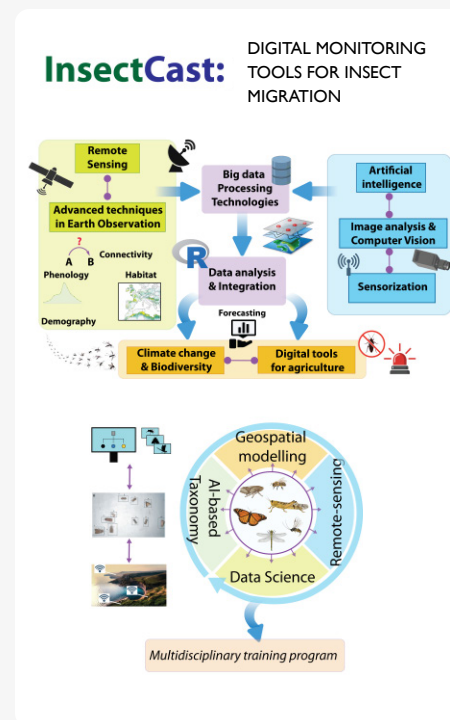 InsectCast:
DIGITAL MONITORING
TOOLS FOR INSECT
MIGRATION
Remote
Sensing
Advanced techniques
in Earth Observation
?
A B
Connectivity
Phenology
Habitat
Demography
Big data
Processing
Technologies
R
Data analysis
& Integration
Artificial
intelligence
Image analysis &
Computer Vision
Sensorization
Forecasting
Climate change
& Biodiversity
Digital tools
for agriculture
Geospatial
modelling
AI-based
Taxonomy
Remote-sensing
Data Science
Multidisciplinary training program